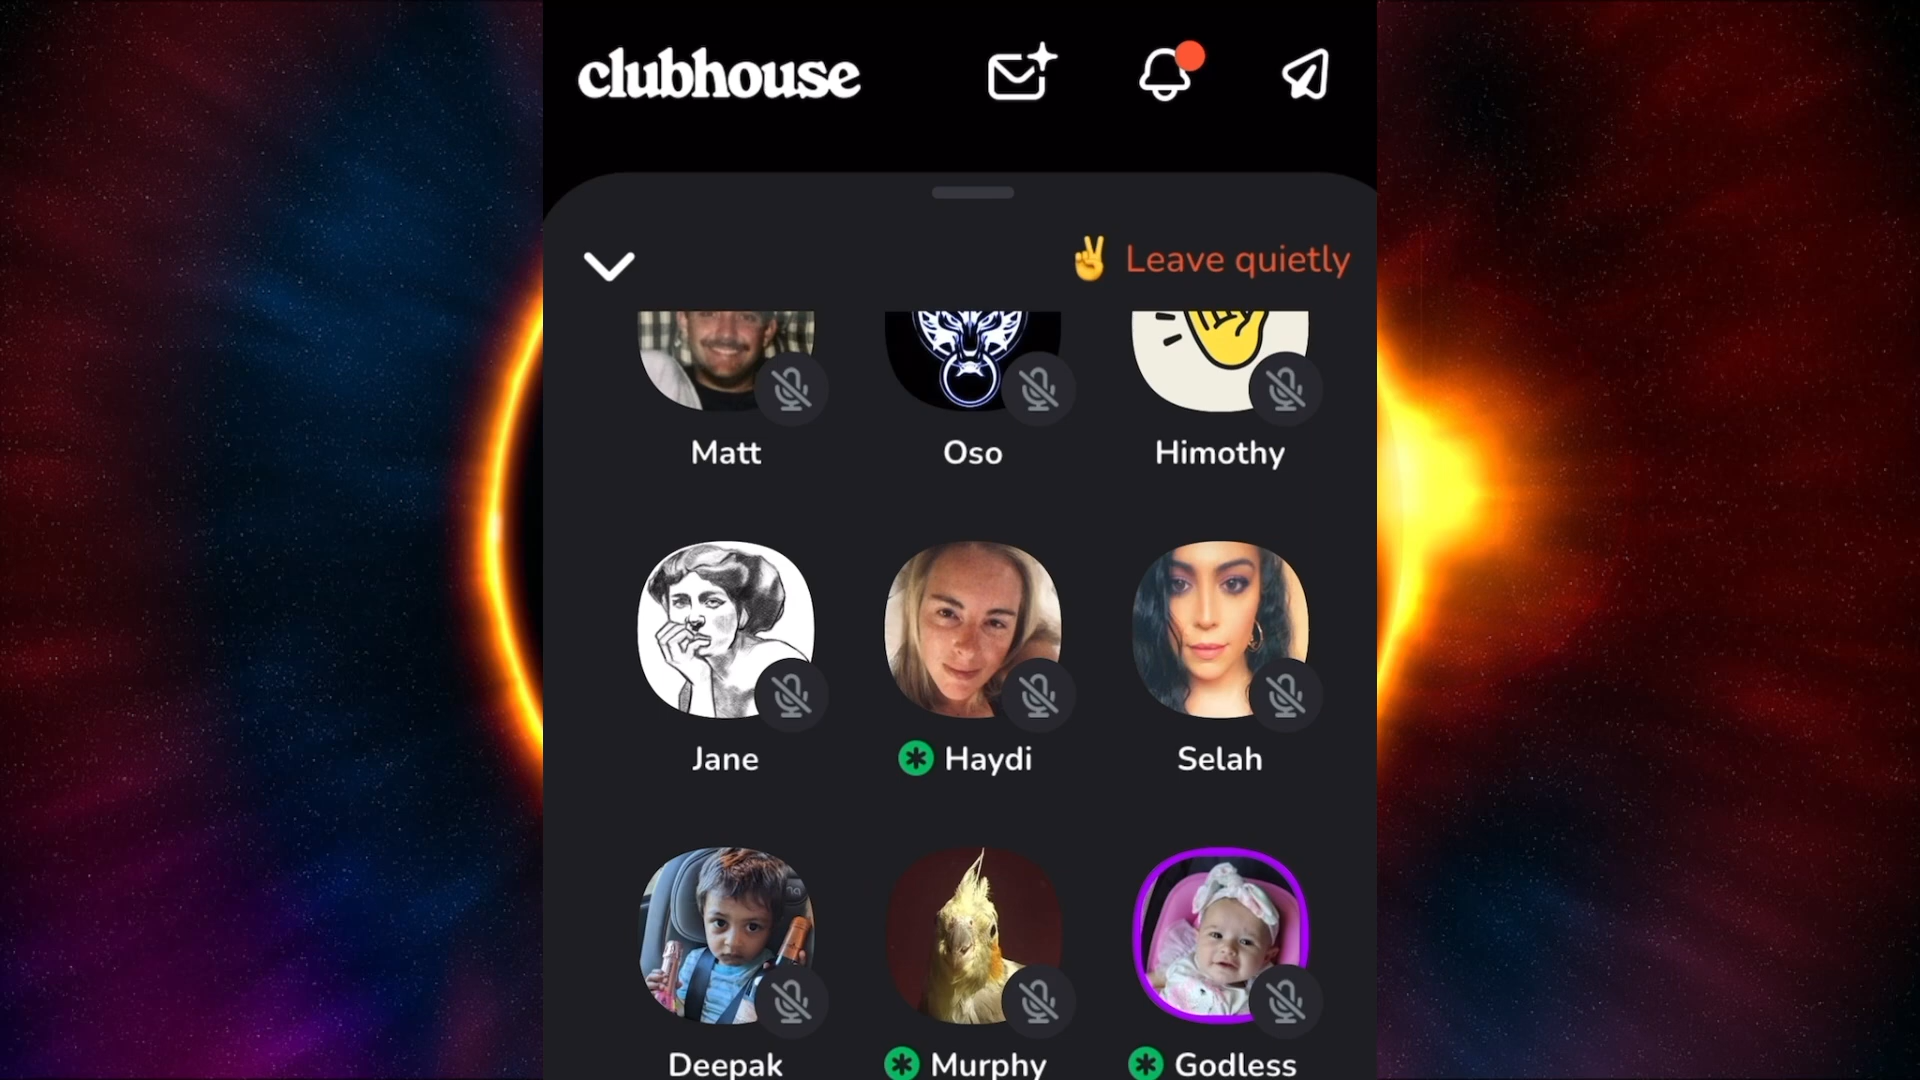 clubhouse
✌️ Leave quietly
Matt
Oso
Himothy
Jane
Haydi
Selah
Deepak
Murphy
Godless